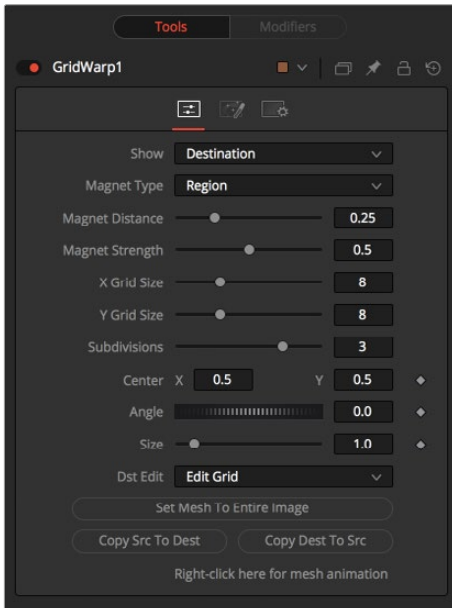 Tools Modifiers
GridWarp1
Show Destination
Magnet Type Region
Magnet Distance 0.25
Magnet Strength 0.5
X Grid Size 8
Y Grid Size 8
Subdivisions 3
Center X 0.5 Y 0.5
Angle 0.0
Size 1.0
Dst Edit Edit Grid
Set Mesh To Entire Image
Copy Src To Dest Copy Dest To Src
Right-click here for mesh animation